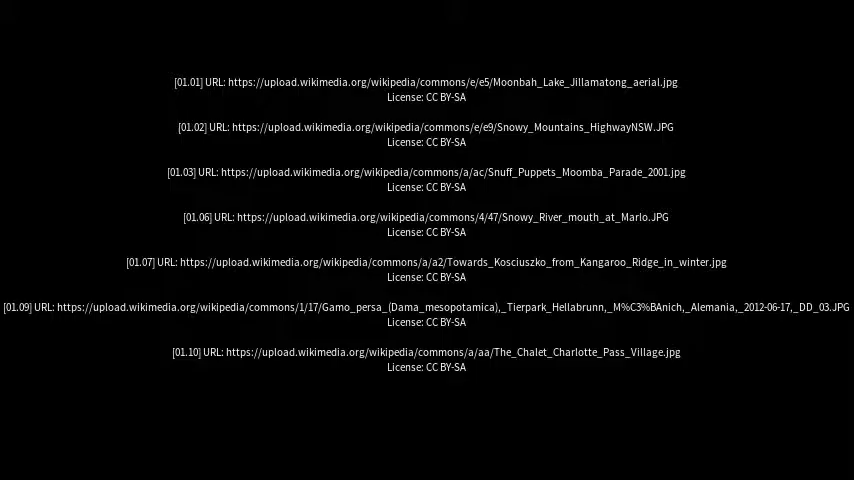 [01.01] URL: https://upload.wikimedia.org/wikipedia/commons/e/e5/Moonbah_Lake_Jillamatong_aerial.jpg
License: CC BY-SA
[01.02] URL: https://upload.wikimedia.org/wikipedia/commons/e/e9/Snowy_Mountains_HighwayNSW.JPG
License: CC BY-SA
[01.03] URL: https://upload.wikimedia.org/wikipedia/commons/a/ac/Snuff_Puppets_Moomba_Parade_2001.jpg
License: CC BY-SA
[01.06] URL: https://upload.wikimedia.org/wikipedia/commons/4/47/Snowy_River_mouth_at_Marlo.JPG
License: CC BY-SA
[01.07] URL: https://upload.wikimedia.org/wikipedia/commons/a/a2/Towards_Kosciuszko_from_Kangaroo_Ridge_in_winter.jpg
License: CC BY-SA
[01.09] URL: https://upload.wikimedia.org/wikipedia/commons/1/17/Gamo_persa_(Dama_mesopotamica),_Tierpark_Hellabrunn,_M%C3%BAnich,_Alemania,_2012-06-17,_DD_03.JPG
License: CC BY-SA
[01.10] URL: https://upload.wikimedia.org/wikipedia/commons/a/aa/The_Chalet_Charlotte_Pass_Village.jpg
License: CC BY-SA